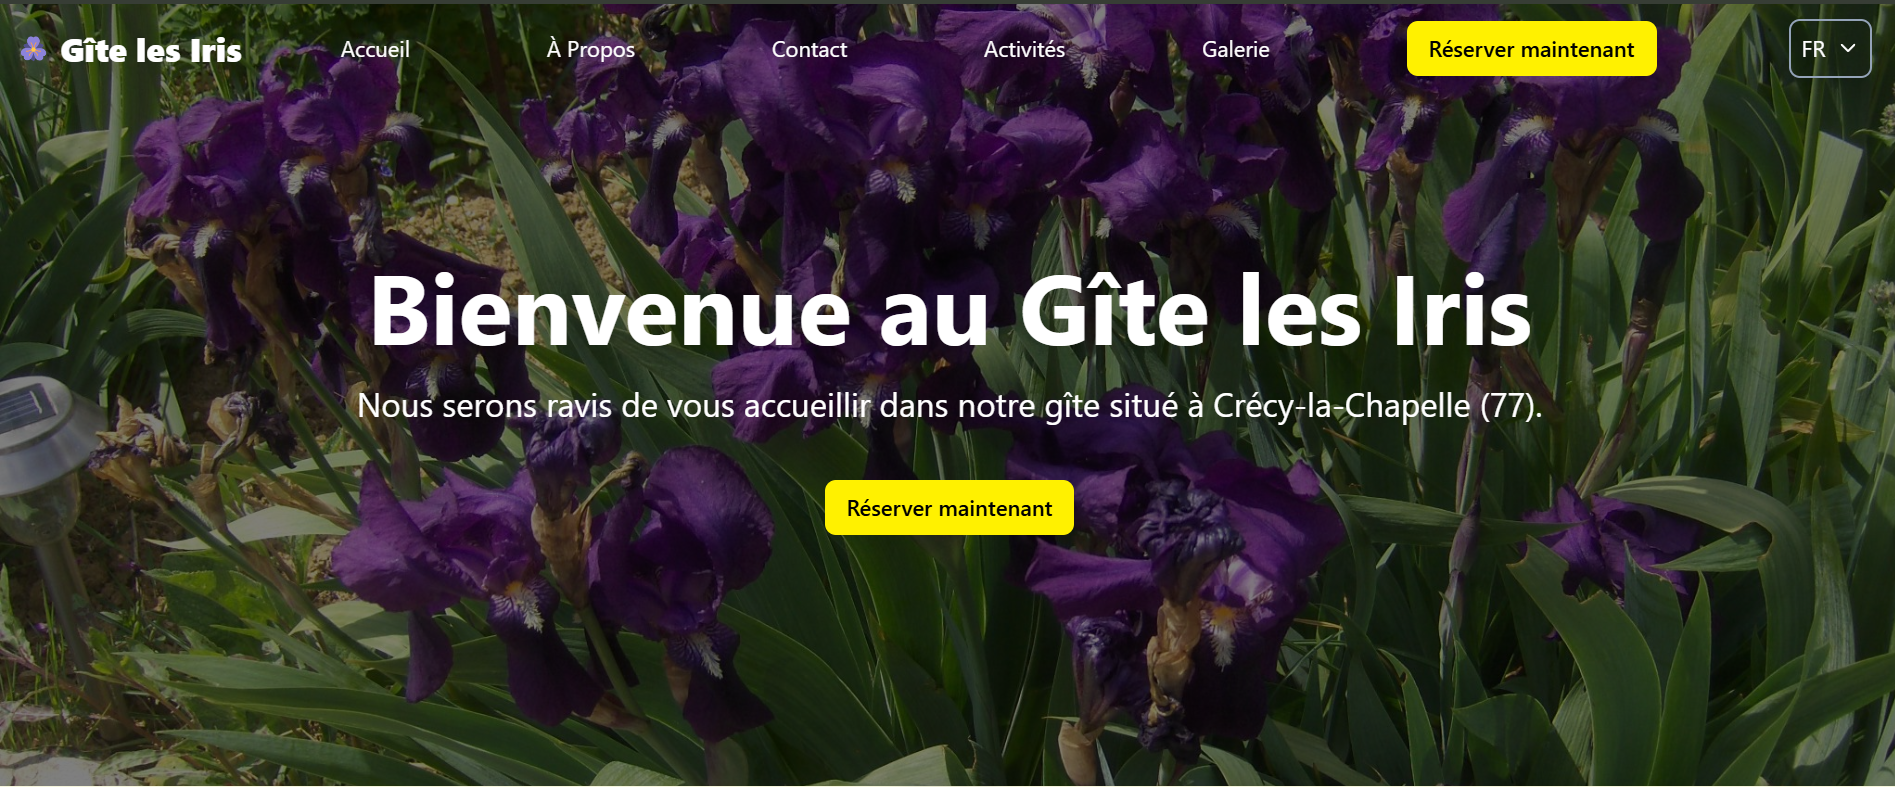 Gîte les Iris
Accueil
À Propos
Contact
Activités
Galerie
Réserver maintenant
FR
Bienvenue au Gîte les Iris
Nous serons ravis de vous accueillir dans notre gîte situé à Crécy-la-Chapelle (77).
Réserver maintenant